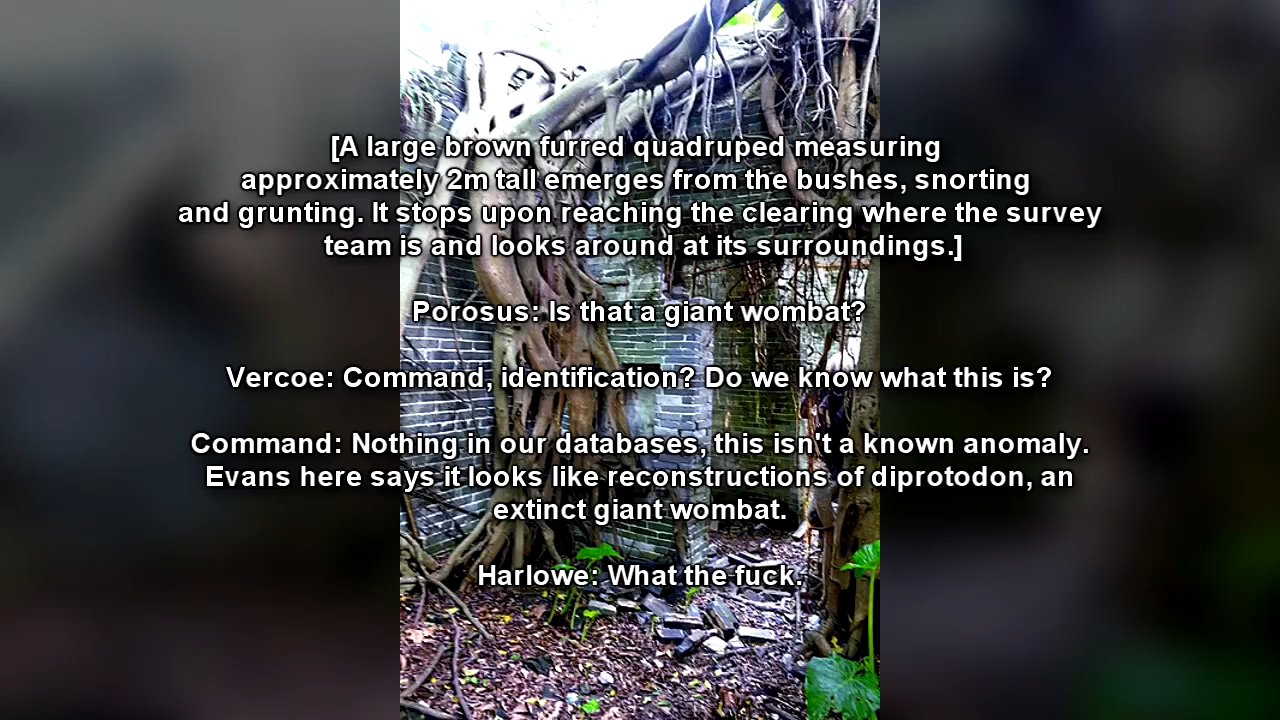 [A large brown furred quadruped measuring
approximately 2m tall emerges from the bushes, snorting
and grunting. It stops upon reaching the clearing where the survey
team is and looks around at its surroundings.]
Porosus: Is that a giant wombat?
Vercoe: Command, identification? Do we know what this is?
Command: Nothing in our databases, this isn't a known anomaly.
Evans here says it looks like reconstructions of diprotodon, an
extinct giant wombat.
Harlowe: What the fuck.